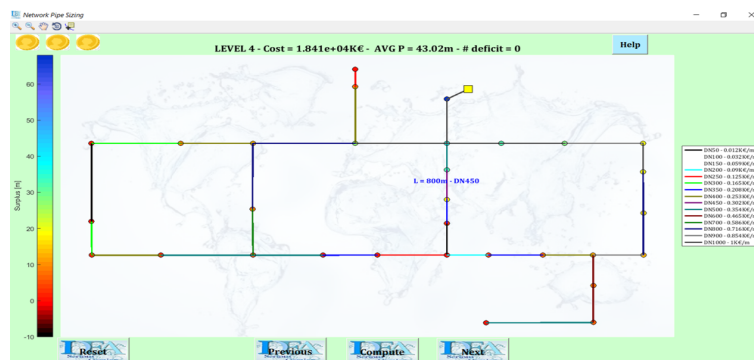 Network Pipe Sizing
LEVEL 4 - Cost = 1.841e+04K€ - AVG P = 43.02m - # deficit = 0
Help
60
50
40
30
20
10
0
-10
Surplus [m]
L = 800m - DN450
DN50 - 0.012K€/m
DN100 - 0.032K€/m
DN150 - 0.059K€/m
DN200 - 0.09K€/m
DN250 - 0.125K€/m
DN300 - 0.165K€/m
DN350 - 0.208K€/m
DN400 - 0.253K€/m
DN450 - 0.302K€/m
DN500 - 0.354K€/m
DN600 - 0.465K€/m
DN700 - 0.586K€/m
DN800 - 0.716K€/m
DN900 - 0.854K€/m
DN1000 - 1K€/m
Reset
Previous
Compute
Next